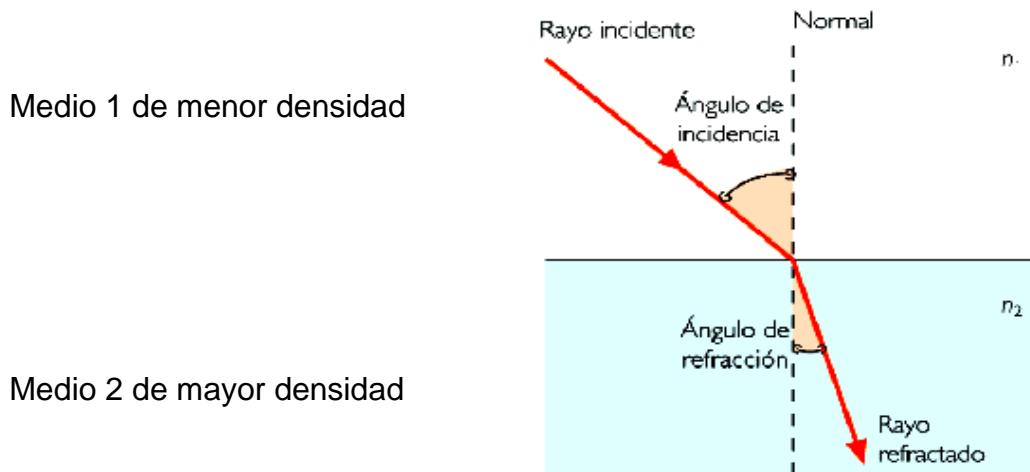 Rayo incidente
Normal
Medio 1 de menor densidad
Ángulo de
incidencia
n₂
Ángulo de
refracción
Medio 2 de mayor densidad
Rayo
refractado